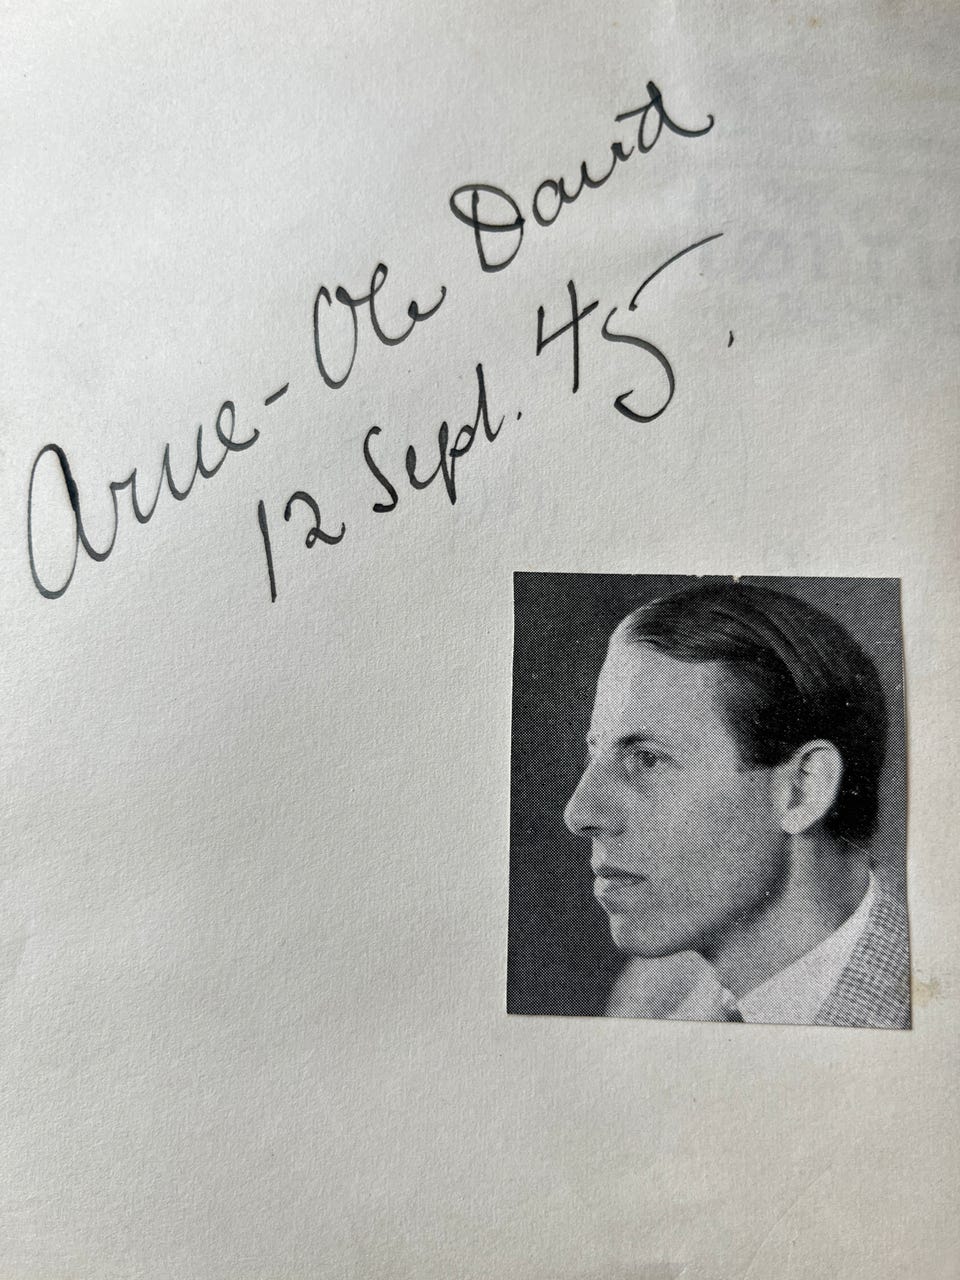 Arne-Ole David
12 Sept. 45.